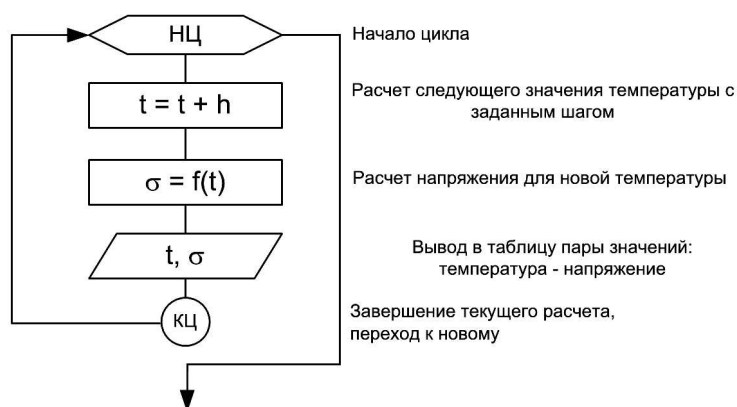 НЦ
Начало цикла
t = t + h
Расчет следующего значения температуры с
заданным шагом
σ = f(t)
Расчет напряжения для новой температуры
t, σ
Вывод в таблицу пары значений:
температура - напряжение
КЦ
Завершение текущего расчета,
переход к новому